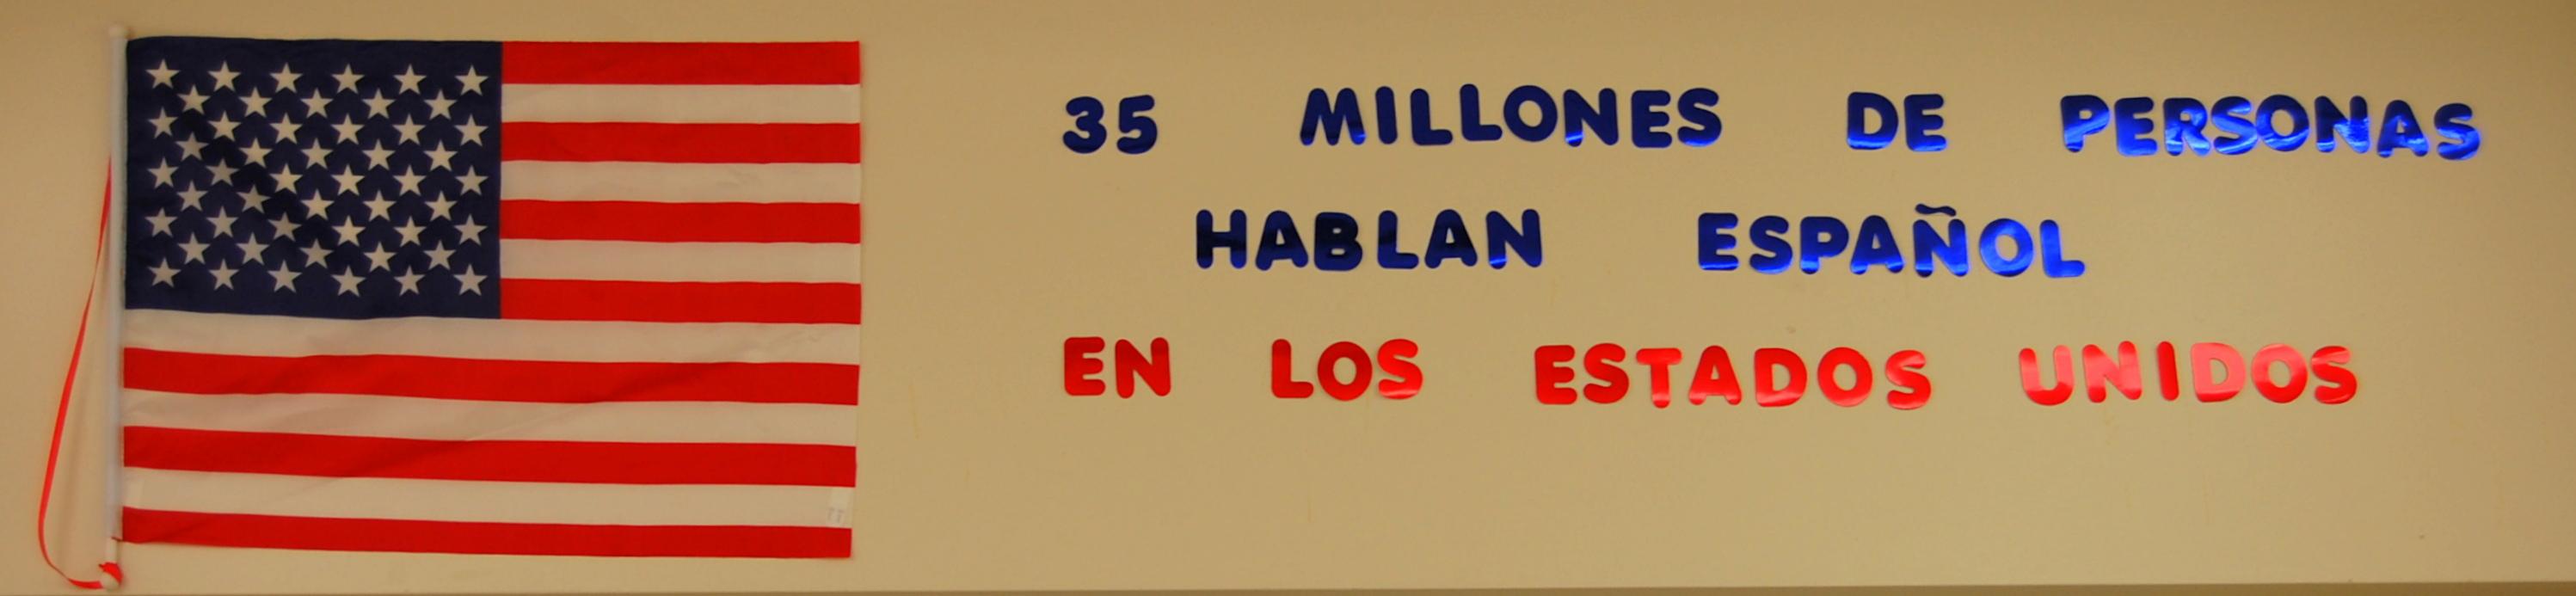 35 MILLONES DE PERSONAS
HABLAN ESPAÑOL
EN LOS ESTADOS UNIDOS